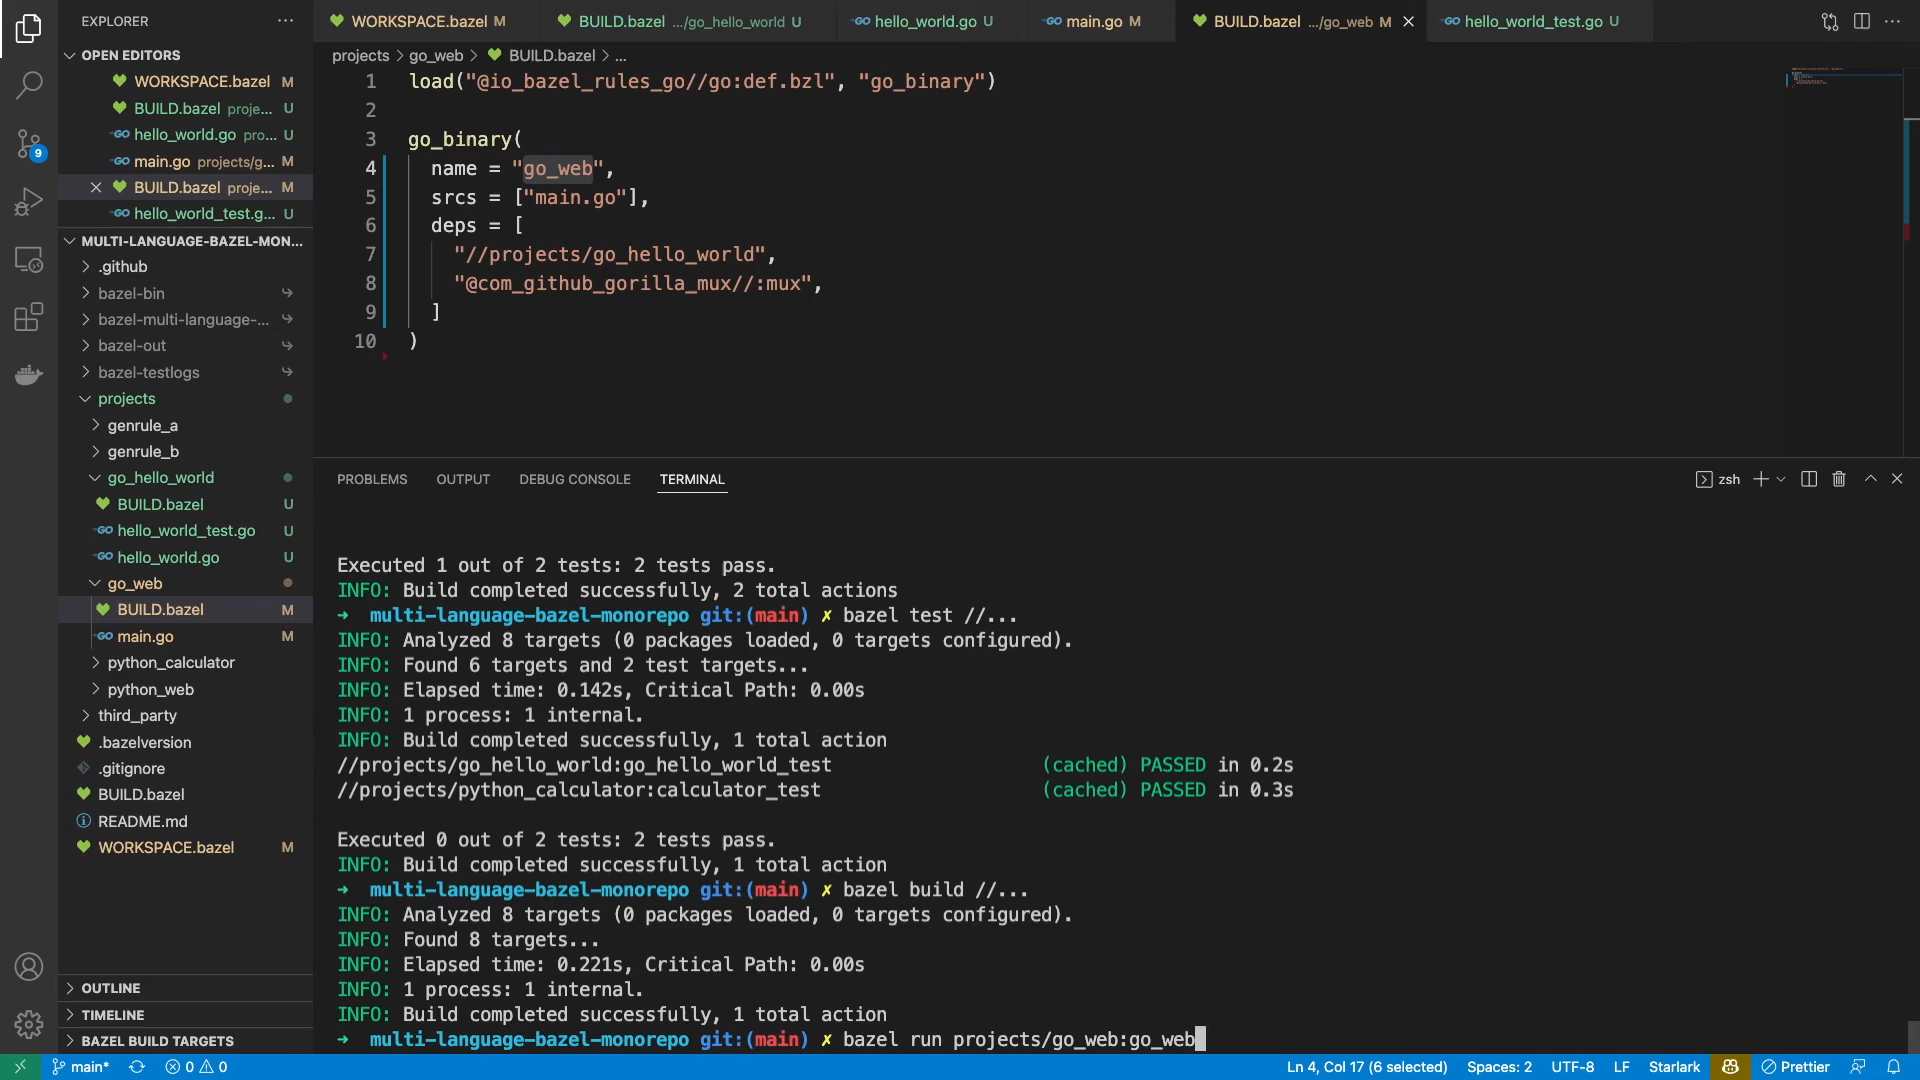 EXPLORER
OPEN EDITORS
WORKSPACE.bazel M
BUILD.bazel proje... U
hello_world.go pro... U
main.go projects/g... M
BUILD.bazel proje... M
hello_world_test.g... U
MULTI-LANGUAGE-BAZEL-MON...
.github
bazel-bin
bazel-multi-language-...
bazel-out
bazel-testlogs
projects
genrule_a
genrule_b
go_hello_world
BUILD.bazel U
hello_world_test.go U
hello_world.go U
go_web
BUILD.bazel M
main.go M
python_calculator
python_web
third_party
.bazelversion
.gitignore
BUILD.bazel
README.md
WORKSPACE.bazel M
OUTLINE
TIMELINE
BAZEL BUILD TARGETS
9
WORKSPACE.bazel M
BUILD.bazel .../go_hello_world U
hello_world.go U
main.go M
BUILD.bazel .../go_web M
hello_world_test.go U
projects > go_web > BUILD.bazel > ...
1 load("@io_bazel_rules_go//go:def.bzl", "go_binary")
2
3 go_binary(
4 name = "go_web",
5 srcs = ["main.go"],
6 deps = [
7 "//projects/go_hello_world",
8 "@com_github_gorilla_mux//:mux",
9 ]
10 )
PROBLEMS OUTPUT DEBUG CONSOLE TERMINAL
zsh
Executed 1 out of 2 tests: 2 tests pass.
INFO: Build completed successfully, 2 total actions
➜ multi-language-bazel-monorepo git:(main) ✗ bazel test //...
INFO: Analyzed 8 targets (0 packages loaded, 0 targets configured).
INFO: Found 6 targets and 2 test targets...
INFO: Elapsed time: 0.142s, Critical Path: 0.00s
INFO: 1 process: 1 internal.
INFO: Build completed successfully, 1 total action
//projects/go_hello_world:go_hello_world_test (cached) PASSED in 0.2s
//projects/python_calculator:calculator_test (cached) PASSED in 0.3s
Executed 0 out of 2 tests: 2 tests pass.
INFO: Build completed successfully, 1 total action
➜ multi-language-bazel-monorepo git:(main) ✗ bazel build //...
INFO: Analyzed 8 targets (0 packages loaded, 0 targets configured).
INFO: Found 8 targets...
INFO: Elapsed time: 0.221s, Critical Path: 0.00s
INFO: 1 process: 1 internal.
INFO: Build completed successfully, 1 total action
➜ multi-language-bazel-monorepo git:(main) ✗ bazel run projects/go_web:go_web
main* 0 0
Ln 4, Col 17 (6 selected) Spaces: 2 UTF-8 LF Starlark Prettier